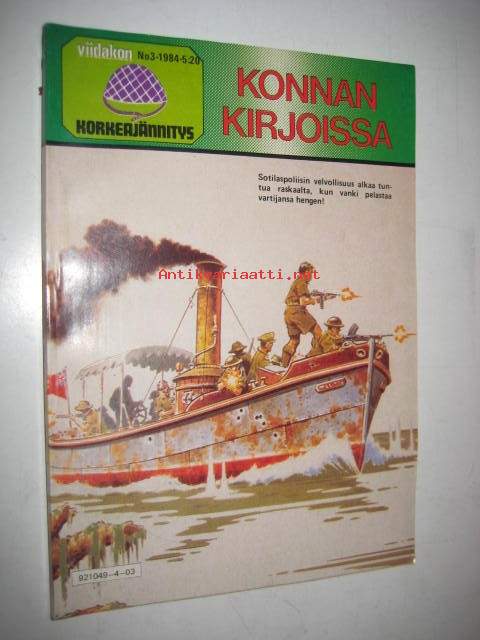 viidakon No3-1984-5:20
KORKEAJÄNNITYS
KONNAN
KIRJOISSA
Sotilaspoliisin velvollisuus alkaa tun-
tua raskaalta, kun vanki pelastaa
vartijansa hengen!
Antikvariaatti.net
921049-4-03